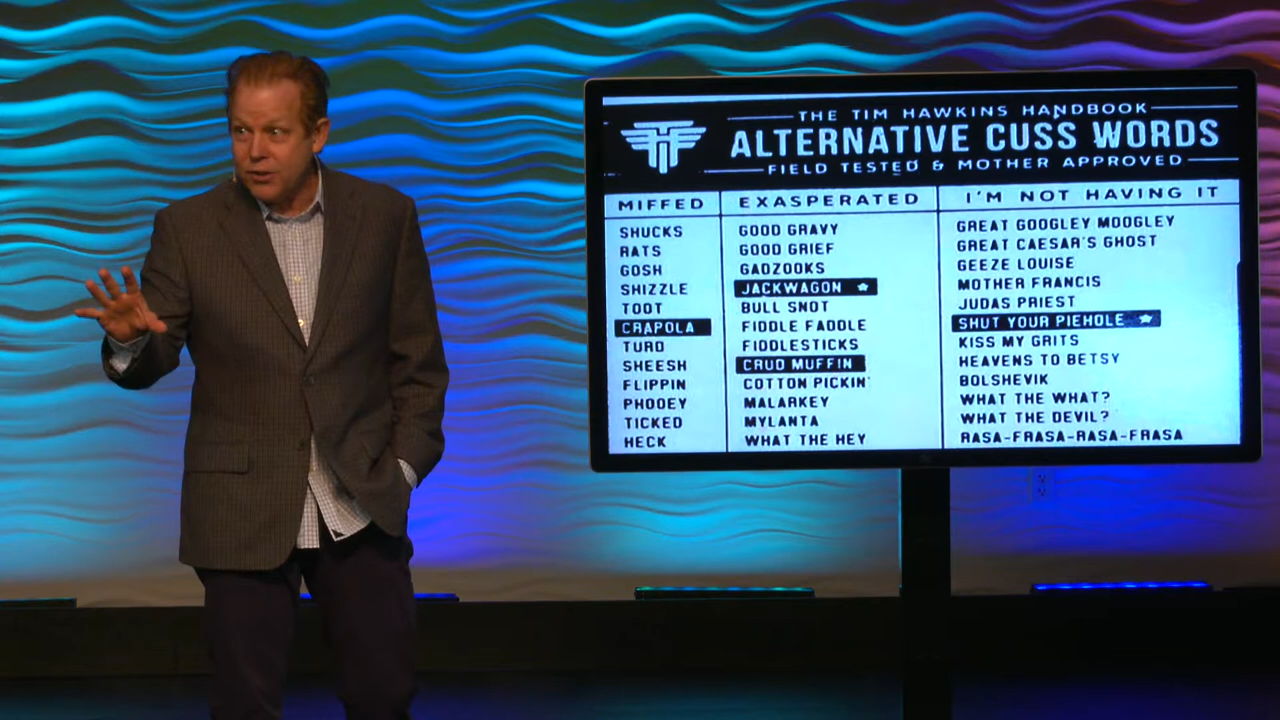 THE TIM HAWKINS HANDBOOK
ALTERNATIVE CUSS WORDS
FIELD TESTED & MOTHER APPROVED
MIFFED
SHUCKS
RATS
GOSH
SHIZZLE
TOOT
CRAPOLA
TURD
SHEESH
FLIPPIN
PHOOEY
TICKED
HECK
EXASPERATED
GOOD GRAVY
GOOD GRIEF
GADZOOKS
JACKWAGON
BULL SNOT
FIDDLE FADDLE
FIDDLESTICKS
CRUD MUFFIN
COTTON PICKIN'
MALARKEY
MYLANTA
WHAT THE HEY
I'M NOT HAVING IT
GREAT GOOGLEY MOOGLEY
GREAT CAESAR'S GHOST
GEEZE LOUISE
MOTHER FRANCIS
JUDAS PRIEST
SHUT YOUR PIEHOLE
KISS MY GRITS
HEAVENS TO BETSY
BOLSHEVIK
WHAT THE WHAT?
WHAT THE DEVIL?
RASA-FRASA-RASA-FRASA